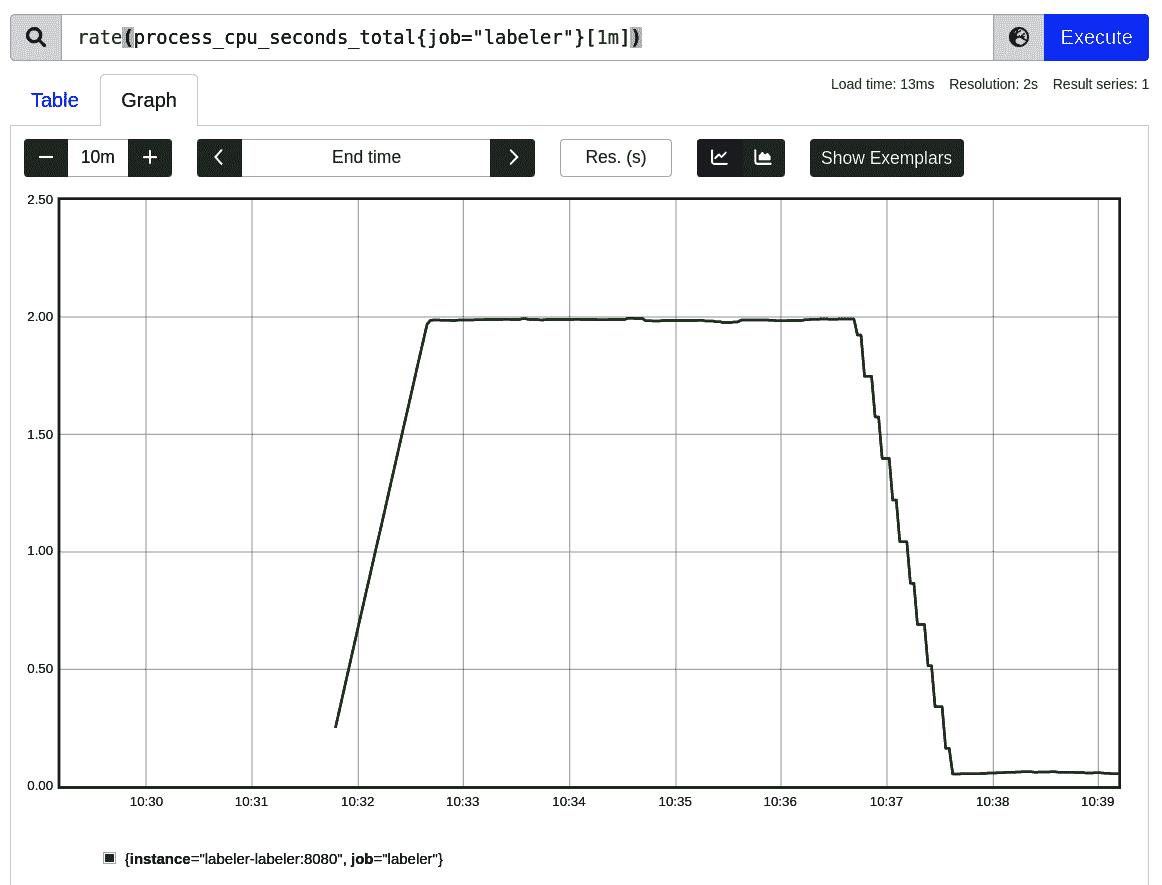 rate(process_cpu_seconds_total{job="labeler"}[1m])
Execute
Load time: 13ms Resolution: 2s Result series: 1
Table Graph
10m End time Res. (s) Show Exemplars
2.50
2.00
1.50
1.00
0.50
0.00
10:30 10:31 10:32 10:33 10:34 10:35 10:36 10:37 10:38 10:39
{instance="labeler-labeler:8080", job="labeler"}